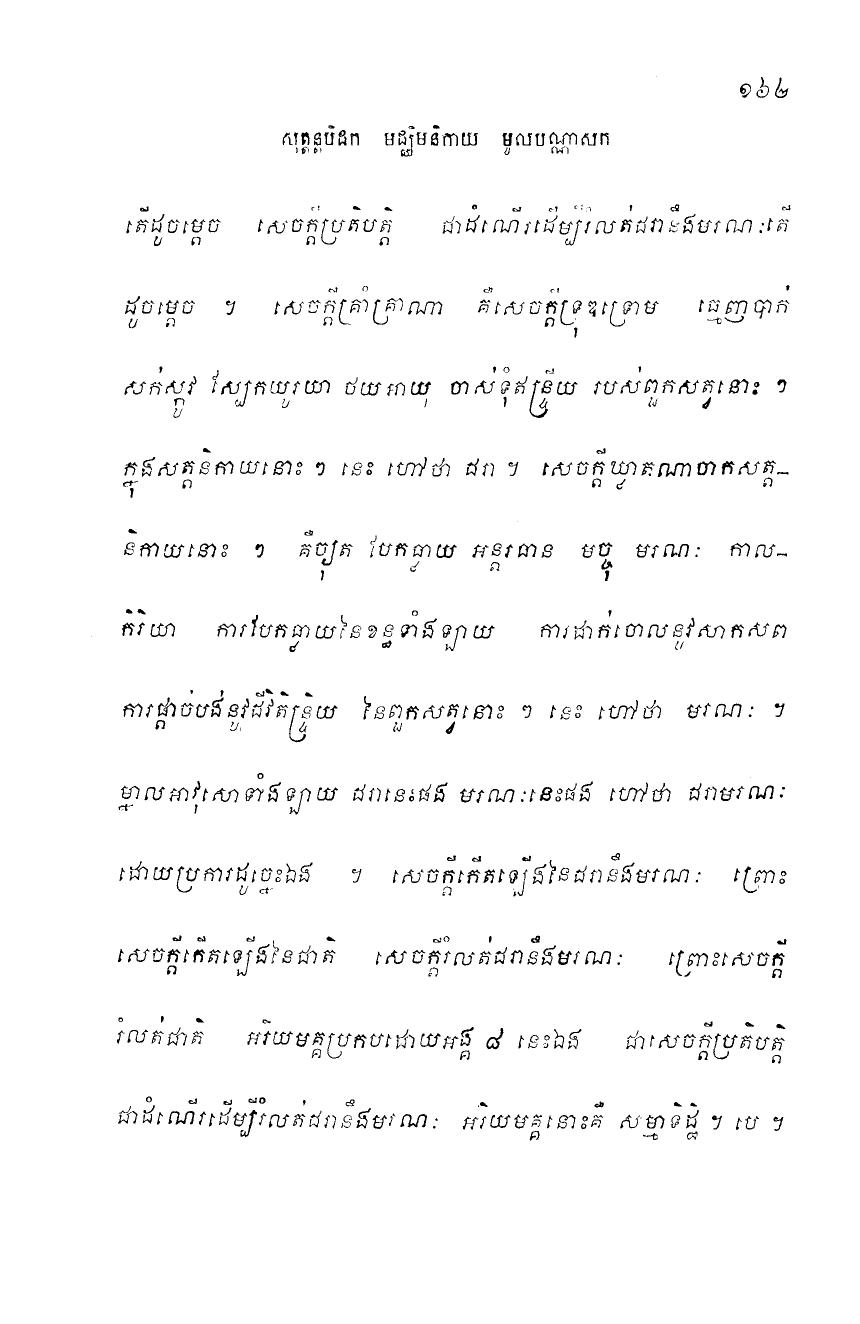 ១៦២
សុត្តន្តបិដក មជ្ឈិមនិកាយ មូលបណ្ណាសក
តើដូចម្តេច សេចក្តីប្រតិបត្តិ ជាដំណើរដើម្បីរំលត់ជរានឹងមរណៈតើ
ដូចម្តេច ។ សេចក្តីគ្រាំគ្រាណា គឺសេចក្តីទ្រុឌទ្រោម ធ្មេញបាក់
សក់ស្កូវ ស្បែកយួរយា ថយអាយុ ចាស់ទុំឥន្ទ្រីយ របស់ពួកសត្វនោះ ៗ
ក្នុងសត្តនិកាយនោះ ៗ នេះ ហៅថា ជរា ។ សេចក្តីឃ្វាតណាចាកសត្ត-
និកាយនោះ ៗ គឺច្យុត បែកធ្លាយ អន្តរធាន មច្ចុ មរណៈ កាល-
កិរិយា ការបែកធ្លាយនៃខន្ធទាំងឡាយ ការដាក់ចោលនូវសាកសព
ការផ្តាច់បង់នូវជីវិតិន្ទ្រិយ នៃពួកសត្វនោះ ៗ នេះ ហៅថា មរណៈ ។
ម្នាលអាវុសោទាំងឡាយ ជរានេះផង មរណៈនេះផង ហៅថា ជរាមរណៈ
ដោយប្រការដូច្នេះឯង ។ សេចក្តីកើតឡើងនៃជរានឹងមរណៈ ព្រោះ
សេចក្តីកើតឡើងនៃជាតិ សេចក្តីរំលត់ជរានឹងមរណៈ ព្រោះសេចក្តី
រំលត់ជាតិ អរិយមគ្គប្រកបដោយអង្គ ៨ នេះឯង ជាសេចក្តីប្រតិបត្តិ
ជាដំណើរដើម្បីរំលត់ជរានឹងមរណៈ អរិយមគ្គនោះគឺ សម្មាទិដ្ឋិ ។ បេ ។